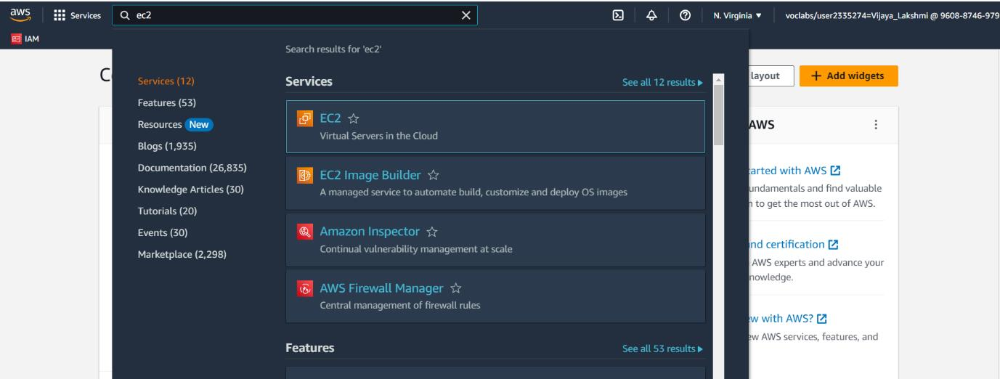 aws
Services
ec2
N. Virginia
voclabs/user2335274=Vijaya_Lakshmi @ 9608-8746-979
IAM
Search results for 'ec2'
Services (12)
Features (53)
Resources New
Blogs (1,935)
Documentation (26,835)
Knowledge Articles (30)
Tutorials (20)
Events (30)
Marketplace (2,298)
Services
See all 12 results
EC2
Virtual Servers in the Cloud
EC2 Image Builder
A managed service to automate build, customize and deploy OS images
Amazon Inspector
Continual vulnerability management at scale
AWS Firewall Manager
Central management of firewall rules
Features
See all 53 results
layout
+ Add widgets
AWS
tarted with AWS
undamentals and find valuable
n to get the most out of AWS.
and certification
AWS experts and advance your
nowledge.
ew with AWS?
ew AWS services, features, and